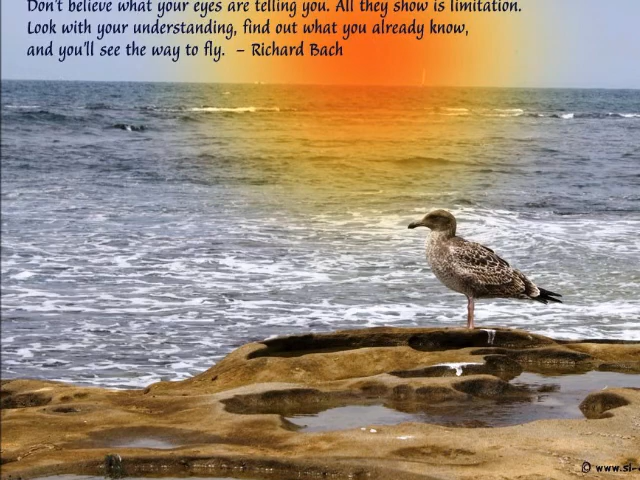 Don't believe what your eyes are telling you. All they show is limitation.
Look with your understanding, find out what you already know,
and you'll see the way to fly. – Richard Bach
© www.sl-